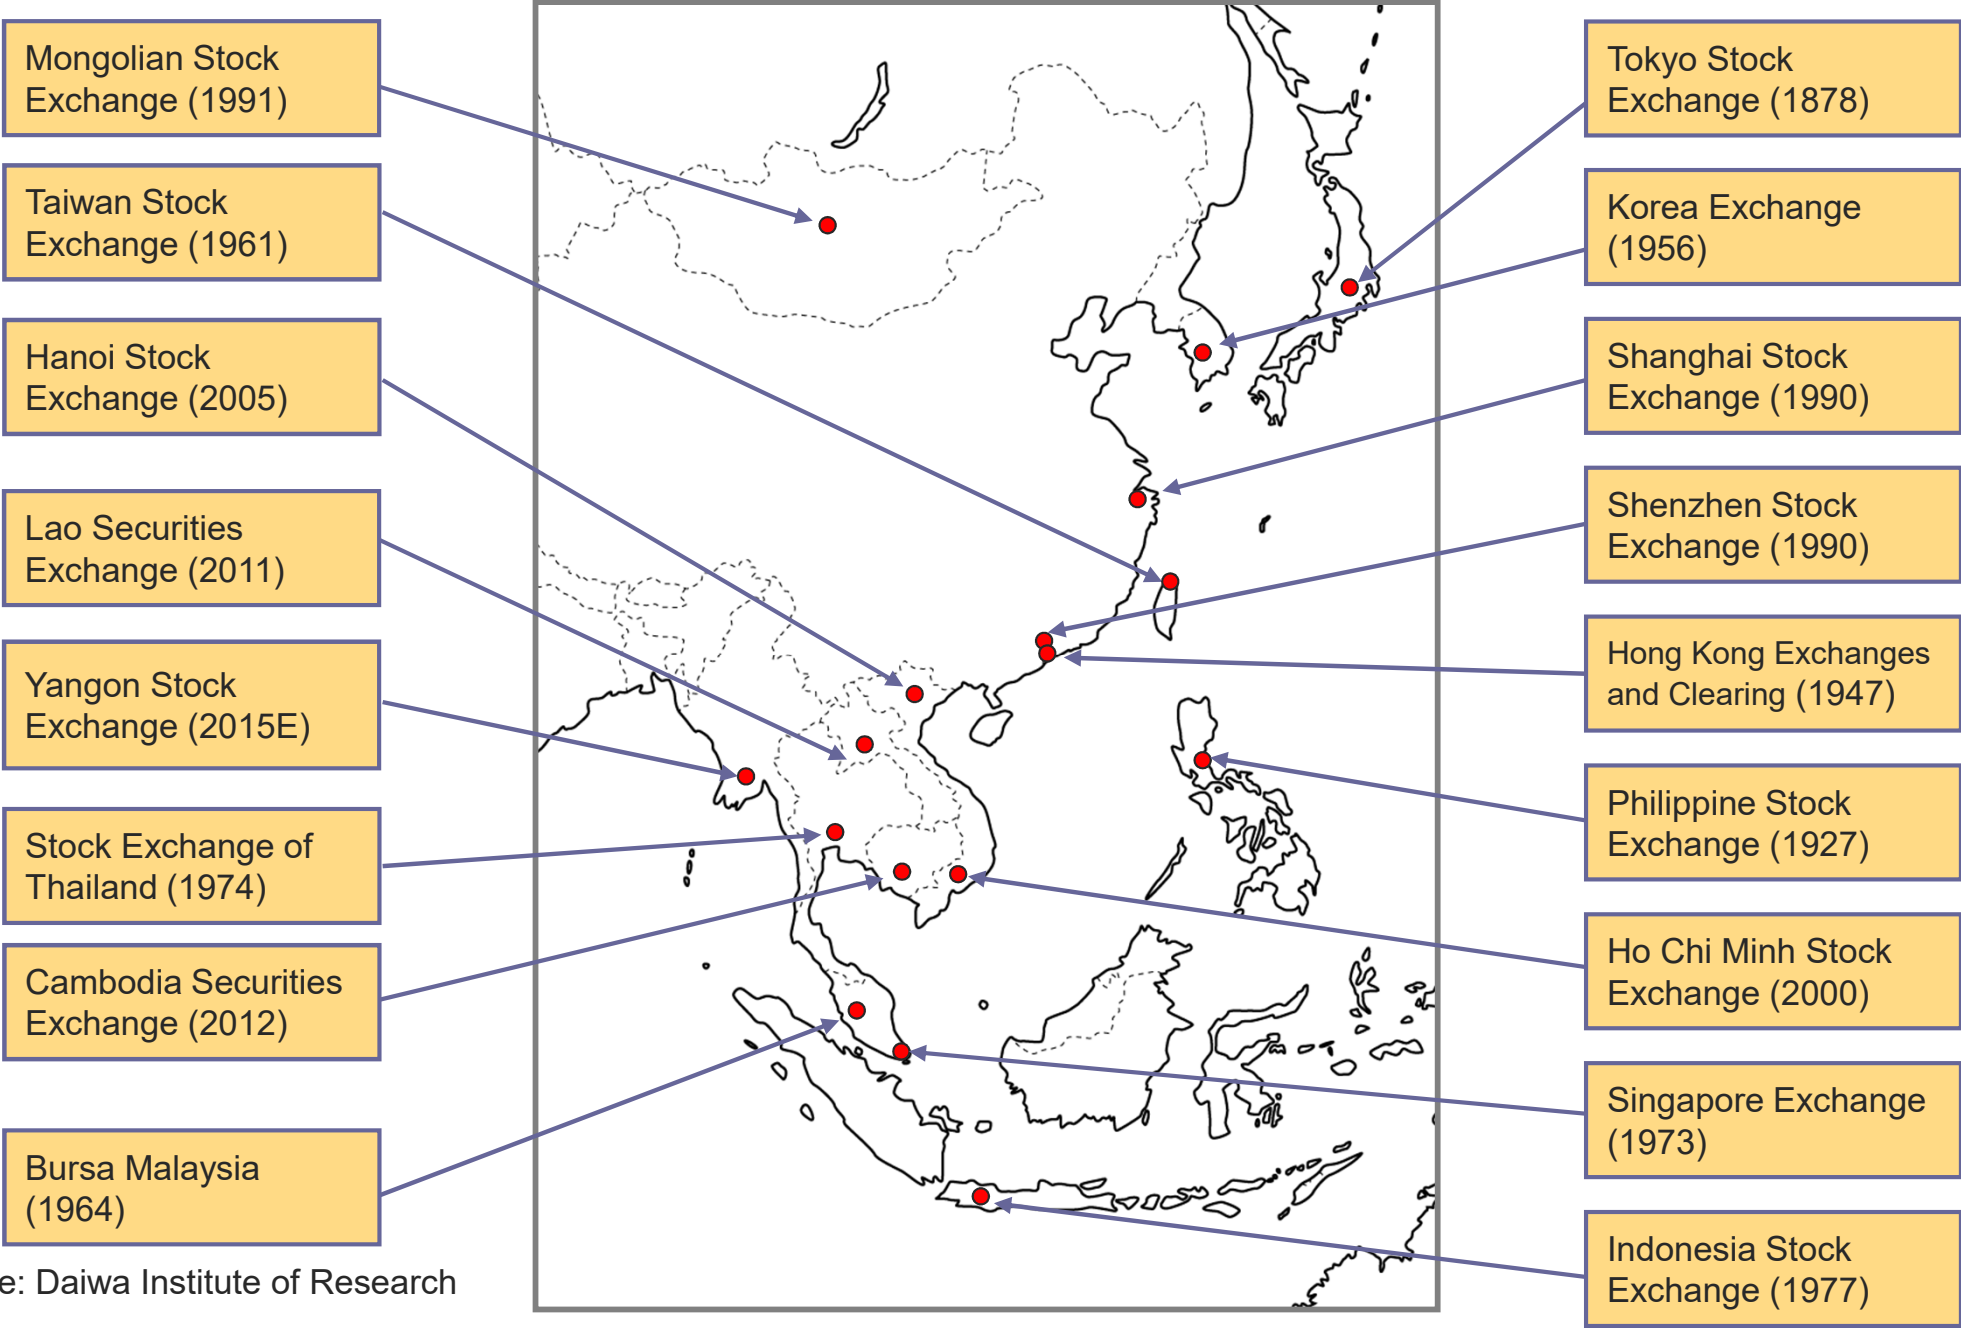 Mongolian Stock
Exchange (1991)
Taiwan Stock
Exchange (1961)
Hanoi Stock
Exchange (2005)
Lao Securities
Exchange (2011)
Yangon Stock
Exchange (2015E)
Stock Exchange of
Thailand (1974)
Cambodia Securities
Exchange (2012)
Bursa Malaysia
(1964)
e: Daiwa Institute of Research
Tokyo Stock
Exchange (1878)
Korea Exchange
(1956)
Shanghai Stock
Exchange (1990)
Shenzhen Stock
Exchange (1990)
Hong Kong Exchanges
and Clearing (1947)
Philippine Stock
Exchange (1927)
Ho Chi Minh Stock
Exchange (2000)
Singapore Exchange
(1973)
Indonesia Stock
Exchange (1977)